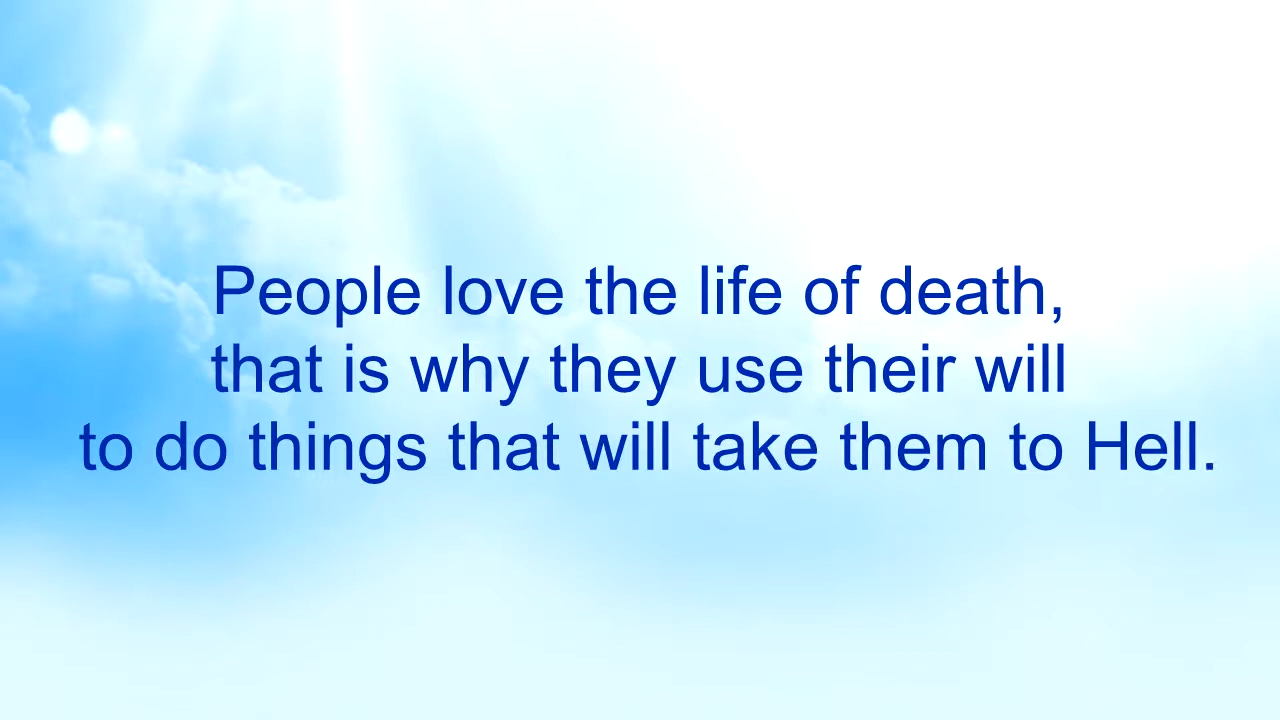 People love the life of death,
that is why they use their will
to do things that will take them to Hell.